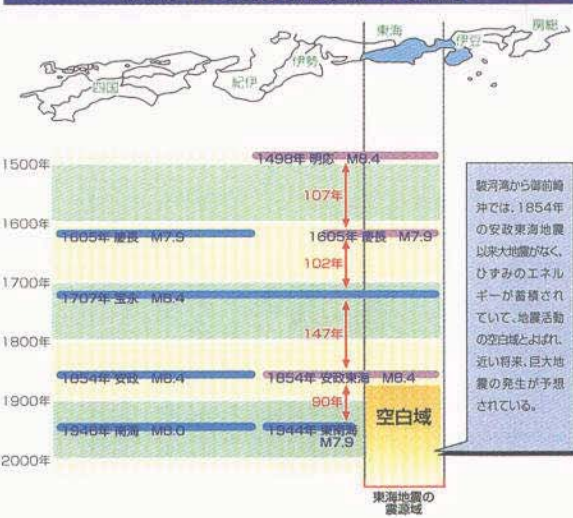 房総
東海
伊豆
伊勢
紀伊
四国
1498年 明応 M8.4
1500年
107年
1600年
1605年 慶長 M7.9
1605年 慶長 M7.9
102年
1700年
1707年 宝永 M8.4
147年
1800年
1854年 安政 M8.4
1854年 安政東海 M8.4
90年
1900年
空白域
1946年 南海 M8.0
1944年 東南海
M7.9
2000年
東海地震の
震源域
駿河湾から御前崎
沖では、1854年
の安政東海地震
以来大地震がなく、
ひずみのエネル
ギーが蓄積され
ていて、地震活動
の空白域とよばれ、
近い将来、巨大地
震の発生が予想
されている。